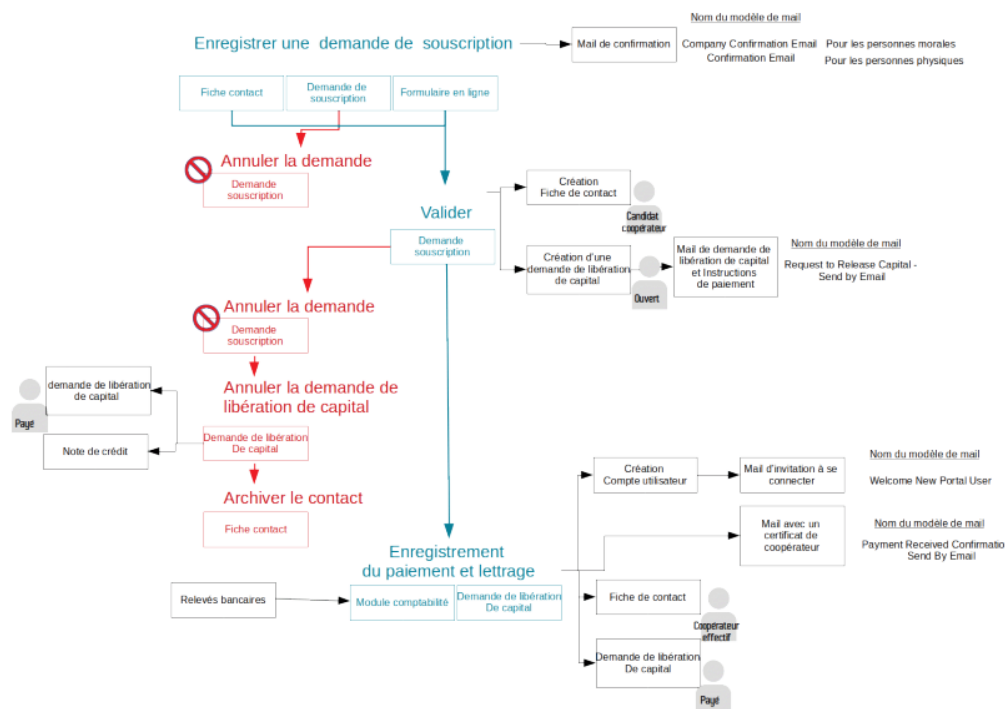 Nom du modèle de mail
Enregistrer une demande de souscription
Mail de confirmation
Company Confirmation Email
Pour les personnes morales
Confirmation Email
Pour les personnes physiques
Fiche contact
Demande de
souscription
Formulaire en ligne
Annuler la demande
Demande
souscription
Valider
Demande
souscription
Création
Fiche de contact
Candidat
coopérateur
Création d'une
demande de libération
de capital
Ouvert
Mail de demande de
libération de capital
et Instructions
de paiement
Nom du modèle de mail
Request to Release Capital -
Send by Email
Annuler la demande
Demande
souscription
Annuler la demande de
libération de capital
demande de libération
de capital
Payé
Note de crédit
Demande de libération
De capital
Archiver le contact
Fiche contact
Enregistrement
du paiement et lettrage
Relevés bancaires
Module comptabilité
Demande de libération
De capital
Création
Compte utilisateur
Mail d'invitation à se
connecter
Nom du modèle de mail
Welcome New Portal User
Mail avec un
certificat de
coopérateur
Nom du modèle de mail
Payment Received Confirmatio
Send By Email
Fiche de contact
Coopérateur
effectif
Demande de libération
De capital
Payé